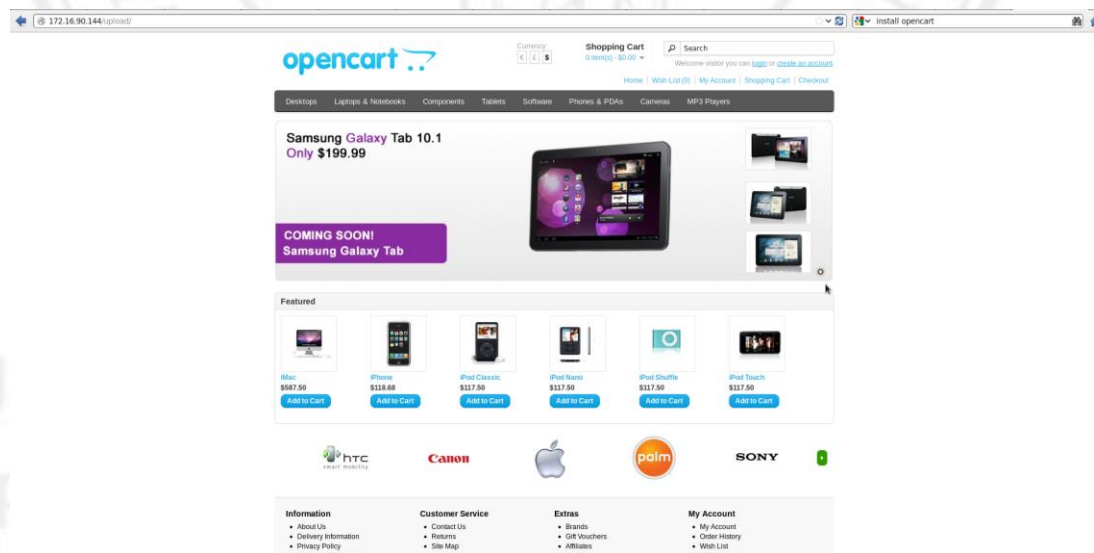 172.16.90.144/upload/
install opencart
opencart
Currency
€ £ $
Shopping Cart
0 item(s) - $0.00
Search
Welcome visitor you can login or create an account.
Home Wish List (0) My Account Shopping Cart Checkout
Desktops Laptops & Notebooks Components Tablets Software Phones & PDAs Cameras MP3 Players
Samsung Galaxy Tab 10.1
Only $199.99
COMING SOON!
Samsung Galaxy Tab
Featured
iMac iPhone iPod Classic iPod Nano iPod Shuffle iPod Touch
$587.50 $118.68 $117.50 $117.50 $117.50 $117.50
Add to Cart Add to Cart Add to Cart Add to Cart Add to Cart Add to Cart
hTC Canon palm SONY
smart mobility
Information Customer Service Extras My Account
• About Us • Contact Us • Brands • My Account
• Delivery Information • Returns • Gift Vouchers • Order History
• Privacy Policy • Site Map • Affiliates • Wish List